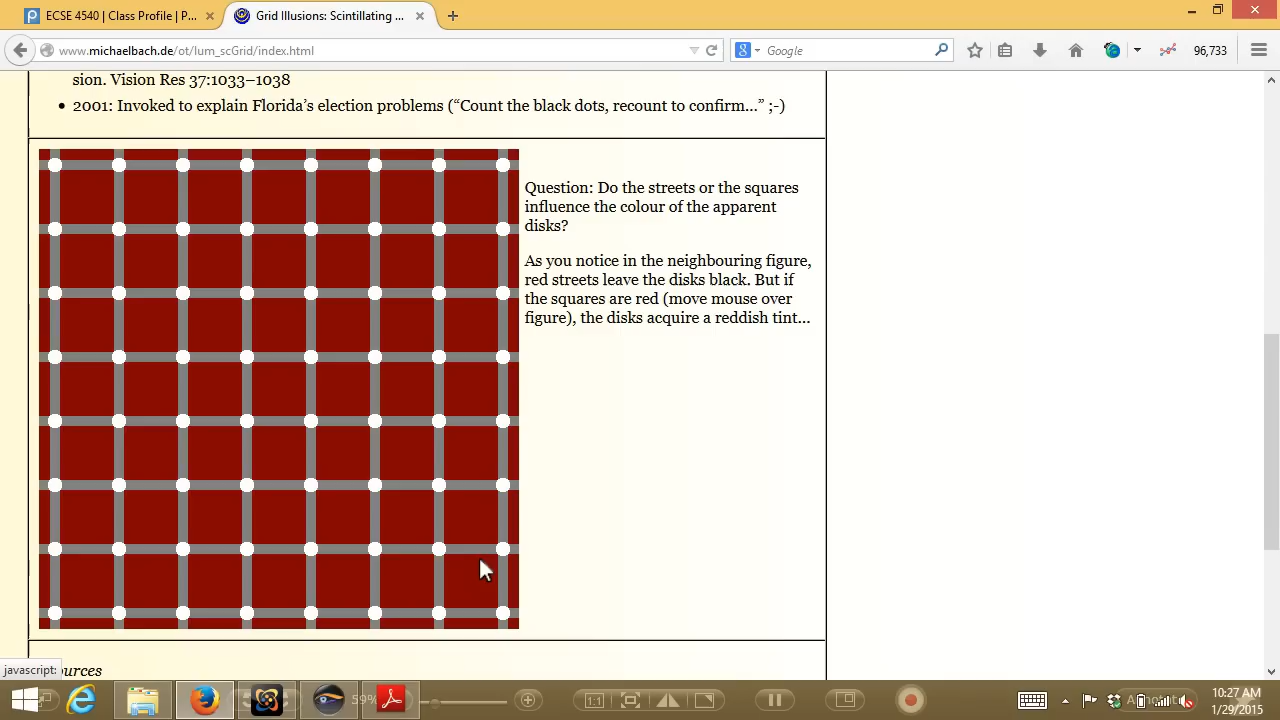 ECSE 4540 | Class Profile | P...
Grid Illusions: Scintillating ...
www.michaelbach.de/ot/lum_scGrid/index.html
Google
96,733
sion. Vision Res 37:1033–1038
• 2001: Invoked to explain Florida's election problems (“Count the black dots, recount to confirm...” ;-)
Question: Do the streets or the squares
influence the colour of the apparent
disks?
As you notice in the neighbouring figure,
red streets leave the disks black. But if
the squares are red (move mouse over
figure), the disks acquire a reddish tint...
javascript:
urces
59%
1:1
10:27 AM
1/29/2015